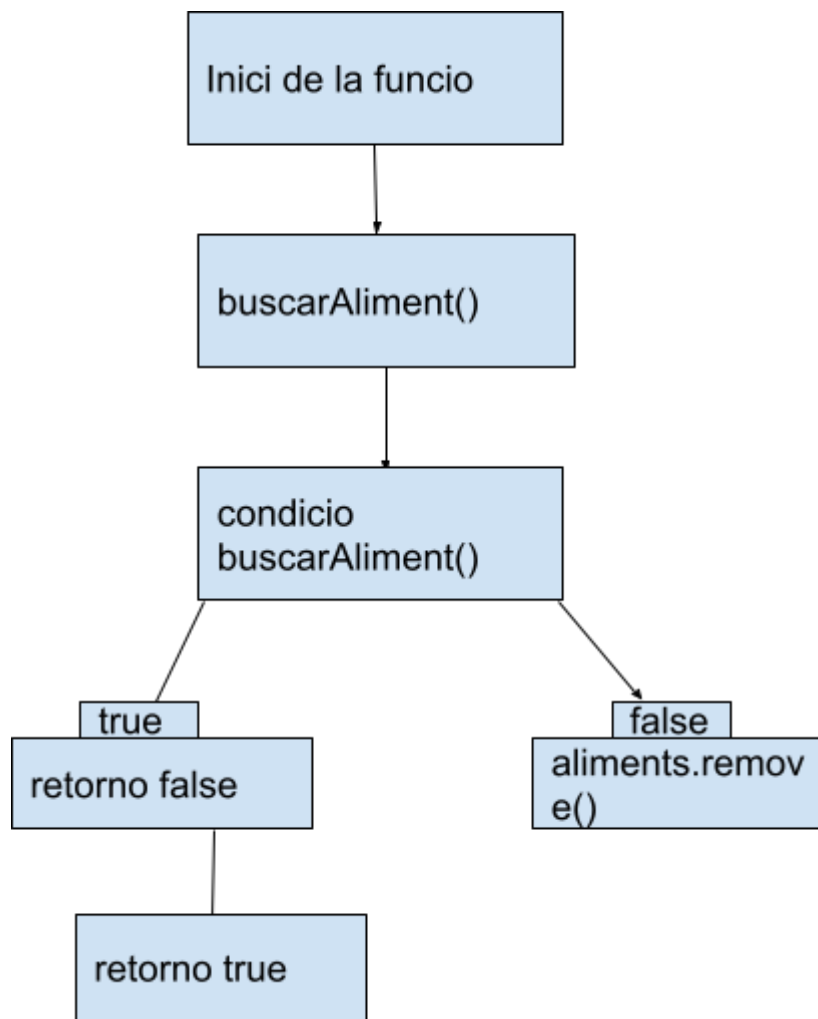 Inici de la funcio
buscarAliment()
condicio
buscarAliment()
true
retorno false
false
aliments.remov
e()
retorno true